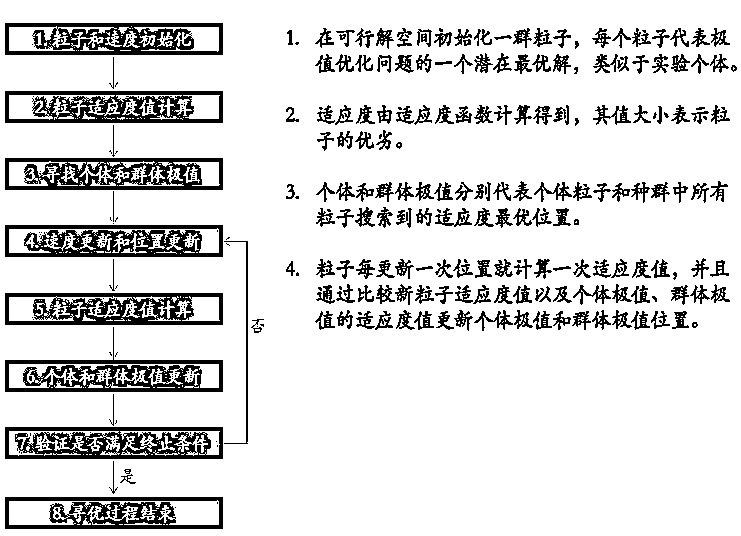 1.粒子和速度初始化
2.粒子适应度值计算
3.寻找个体和群体极值
4.速度更新和位置更新
5.粒子适应度值计算
6.个体和群体极值更新
否
7.验证是否满足终止条件
是
8.寻优过程结束
1. 在可行解空间初始化一群粒子，每个粒子代表极
值优化问题的一个潜在最优解，类似于实验个体。
2. 适应度由适应度函数计算得到，其值大小表示粒
子的优劣。
3. 个体和群体极值分别代表个体粒子和种群中所有
粒子搜索到的适应度最优位置。
4. 粒子每更新一次位置就计算一次适应度值，并且
通过比较新粒子适应度值以及个体极值、群体极
值的适应度值更新个体极值和群体极值位置。